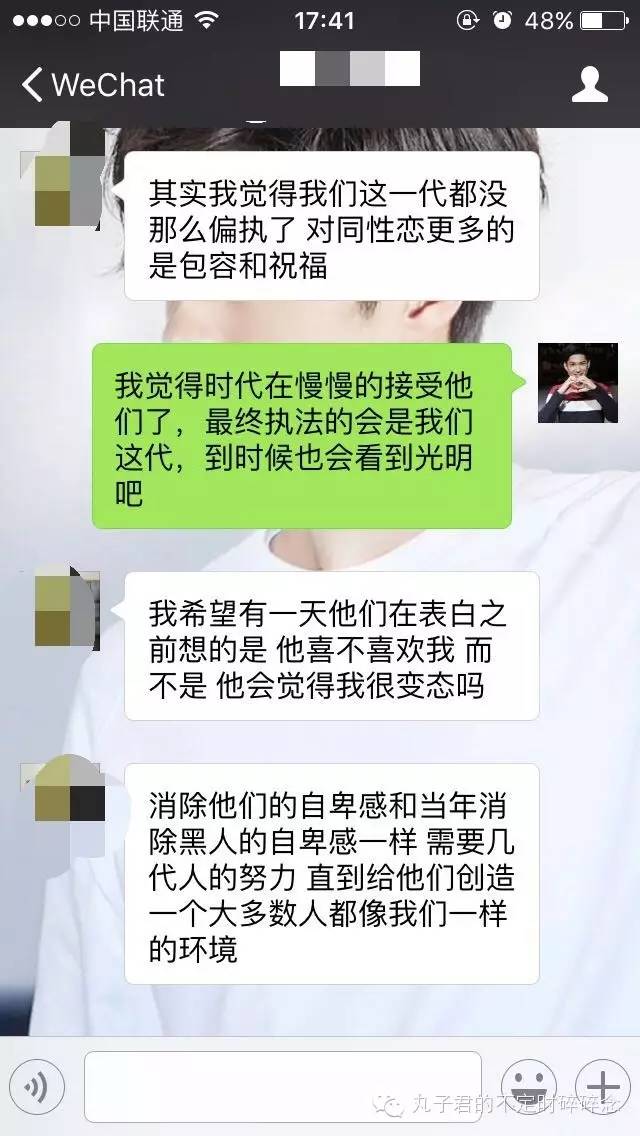 中国联通
17:41
48%
WeChat
其实我觉得我们这一代都没
那么偏执了 对同性恋更多的
是包容和祝福
我觉得时代在慢慢的接受他
们了，最终执法的会是我们
这代，到时候也会看到光明
吧
我希望有一天他们在表白之
前想的是 他喜不喜欢我 而
不是 他会觉得我很变态吗
消除他们的自卑感和当年消
除黑人的自卑感一样 需要几
代人的努力 直到给他们创造
一个大多数人都像我们一样
的环境
丸子君的不定时碎碎念